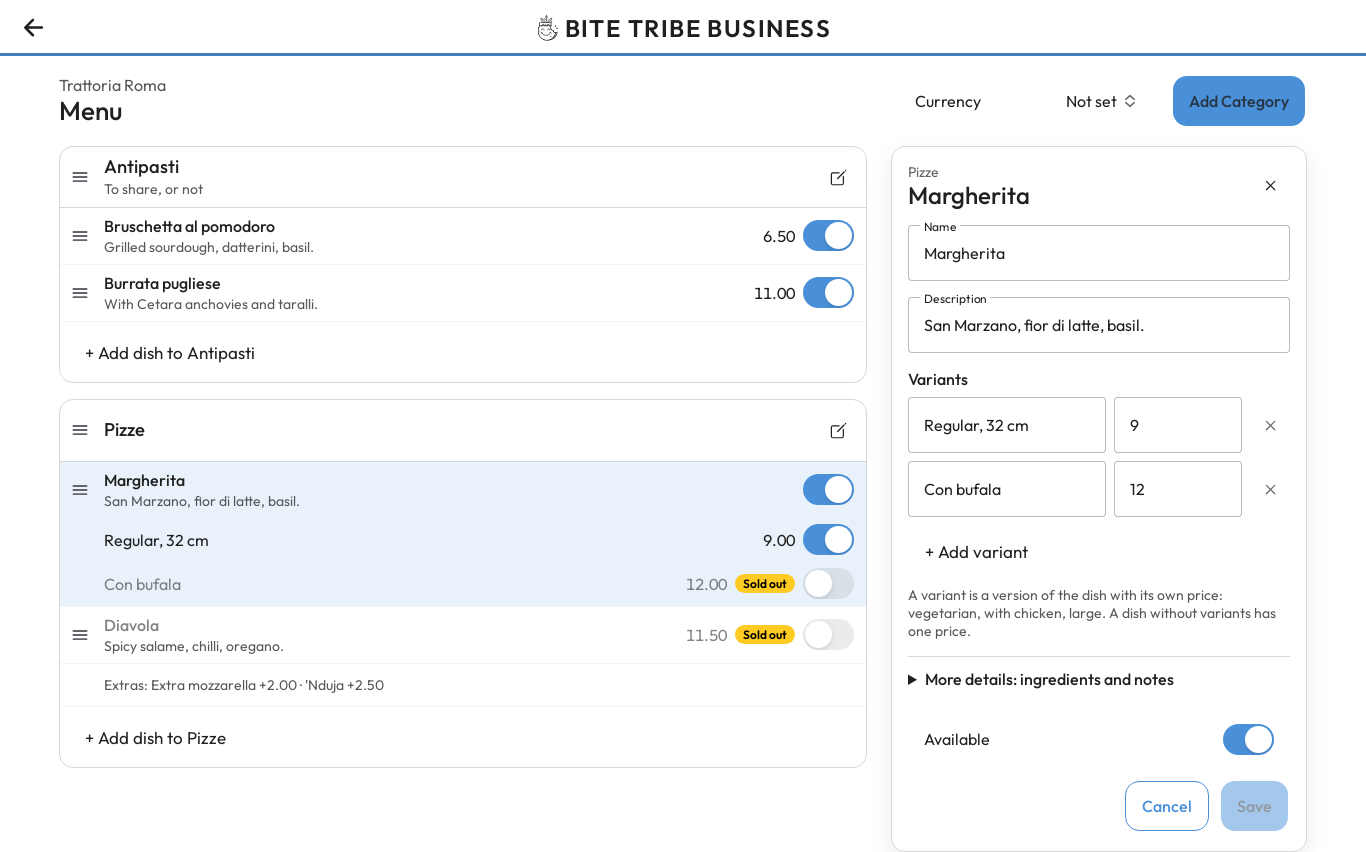 BITE TRIBE BUSINESS
Trattoria Roma
Menu
Currency
Not set
Add Category
Antipasti
To share, or not
Bruschetta al pomodoro
Grilled sourdough, datterini, basil.
6.50
Burrata pugliese
With Cetara anchovies and taralli.
11.00
+ Add dish to Antipasti
Pizze
Margherita
San Marzano, fior di latte, basil.
Regular, 32 cm
9.00
Con bufala
12.00
Sold out
Diavola
Spicy salame, chilli, oregano.
11.50
Sold out
Extras: Extra mozzarella +2.00 · 'Nduja +2.50
+ Add dish to Pizze
Pizze
Margherita
Name
Margherita
Description
San Marzano, fior di latte, basil.
Variants
Regular, 32 cm
9
Con bufala
12
+ Add variant
A variant is a version of the dish with its own price:
vegetarian, with chicken, large. A dish without variants has
one price.
More details: ingredients and notes
Available
Cancel
Save